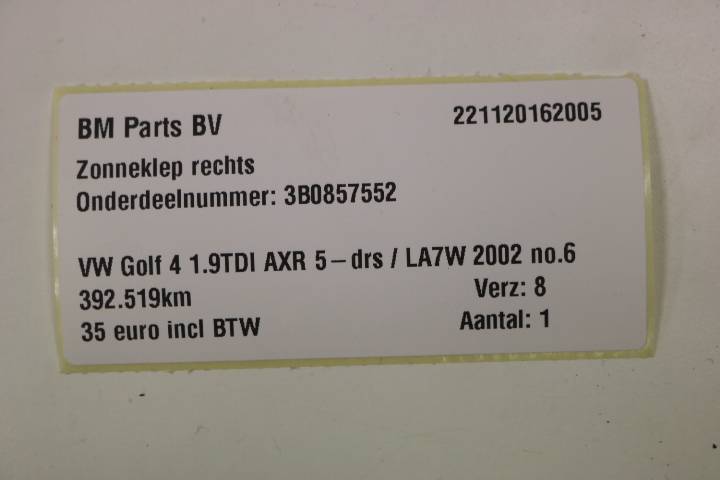 BM Parts BV 221120162005
Zonneklep rechts
Onderdeelnummer: 3B0857552
VW Golf 4 1.9TDI AXR 5-drs / LA7W 2002 no.6
392.519km Verz: 8
35 euro incl BTW Aantal: 1